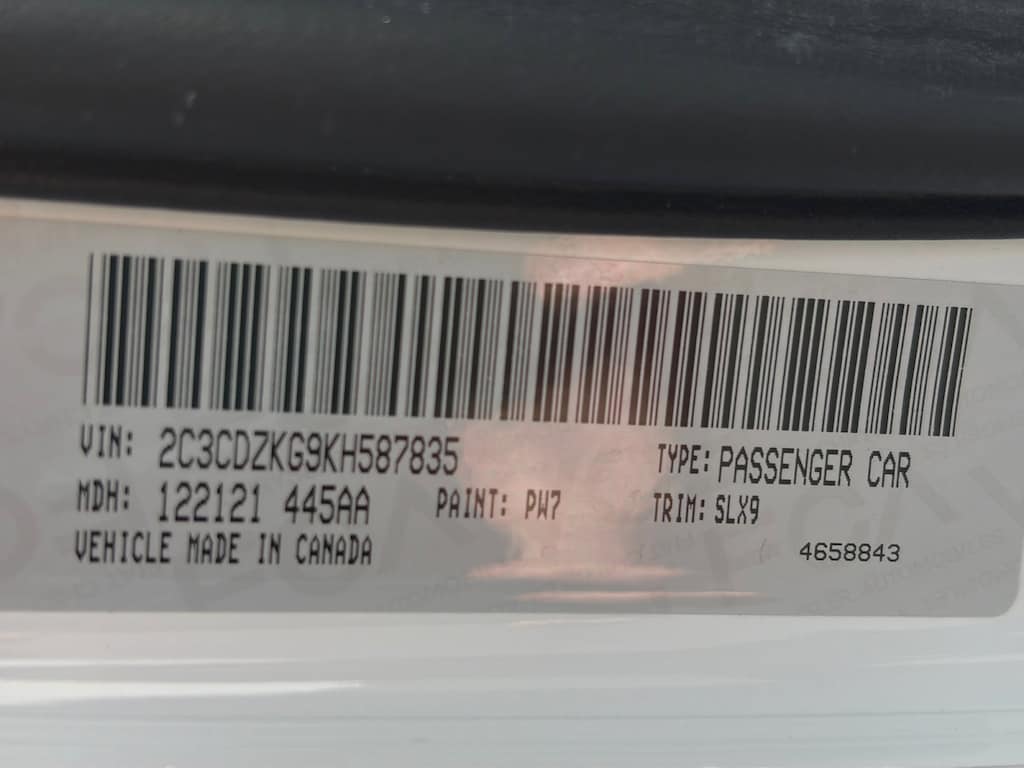 VIN: 2C3CDZKG9KH587835 TYPE: PASSENGER CAR
MDH: 122121 445AA PAINT: PW7 TRIM: SLX9
VEHICLE MADE IN CANADA 4658843